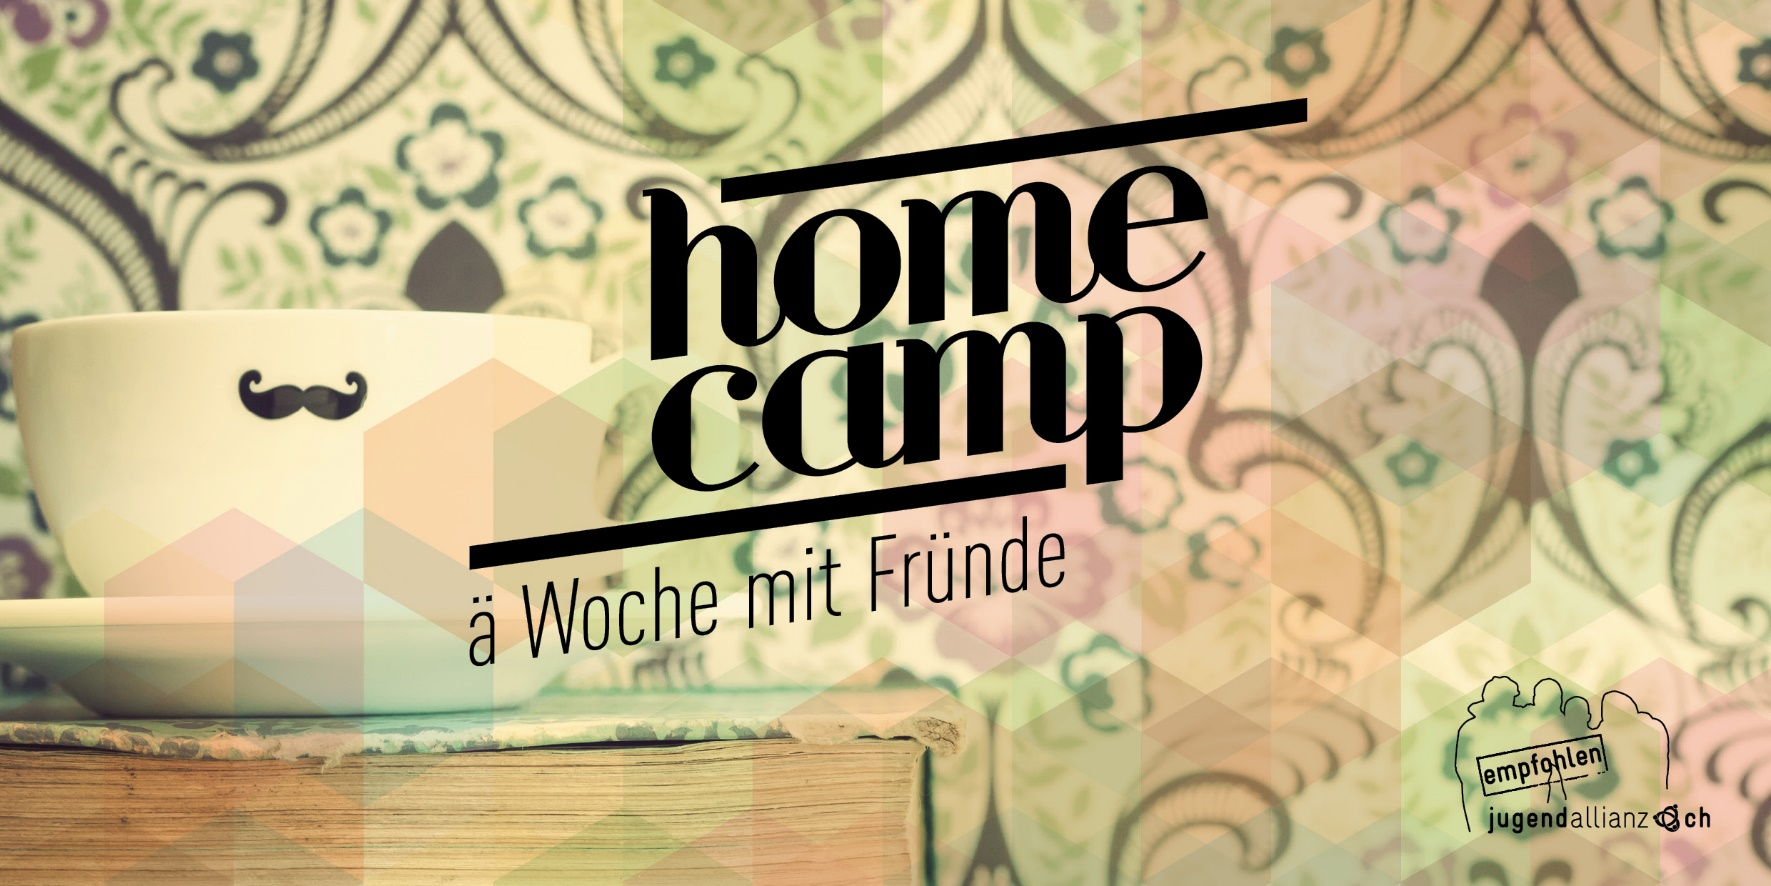 home
camp
ä Woche mit Fründe
empfohlen
jugendallianz.ch